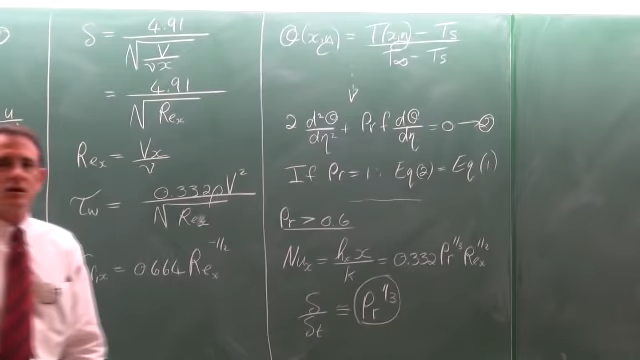 δ = 4.91 / √(V / νx)
= 4.91 / √Re_x
Re_x = Vx / ν
τ_w = 0.332ρV² / √Re_x
= 0.664 Re_x^-1/2
Θ(x,η) = T(x,η) - T_s / T_∞ - T_s
2 d²Θ/dη² + Pr f dΘ/dη = 0 — ②
If Pr = 1 : Eq(2) = Eq(1)
Pr > 0.6
Nu_x = h_x x / k = 0.332 Pr^1/3 Re_x^1/2
δ / δ_t ≅ Pr^1/3